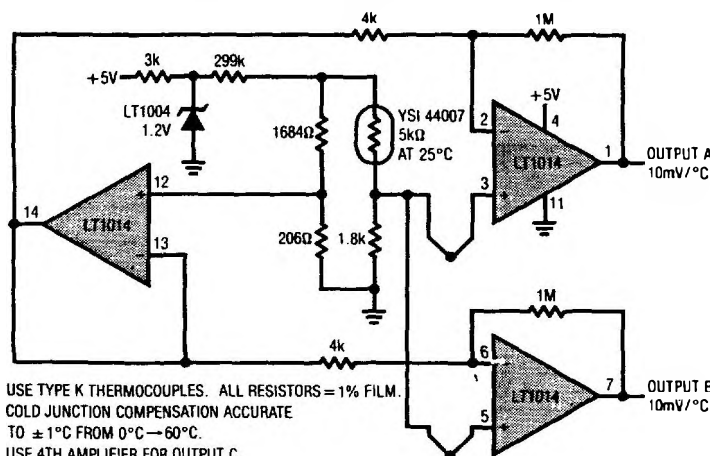 4k
1M
3k
299k
+5V
LT1004
1.2V
1684Ω
YSI 44007
5kΩ
AT 25°C
+5V
4
2
−
1
LT1014
OUTPUT A
10mV/°C
3
+
11
14
12
+
LT1014
13
−
206Ω
1.8k
1M
4k
6
−
7
LT1014
OUTPUT B
10mV/°C
5
+
USE TYPE K THERMOCOUPLES. ALL RESISTORS = 1% FILM.
COLD JUNCTION COMPENSATION ACCURATE
TO ± 1°C FROM 0°C → 60°C.
USE 4TH AMPLIFIER FOR OUTPUT C.